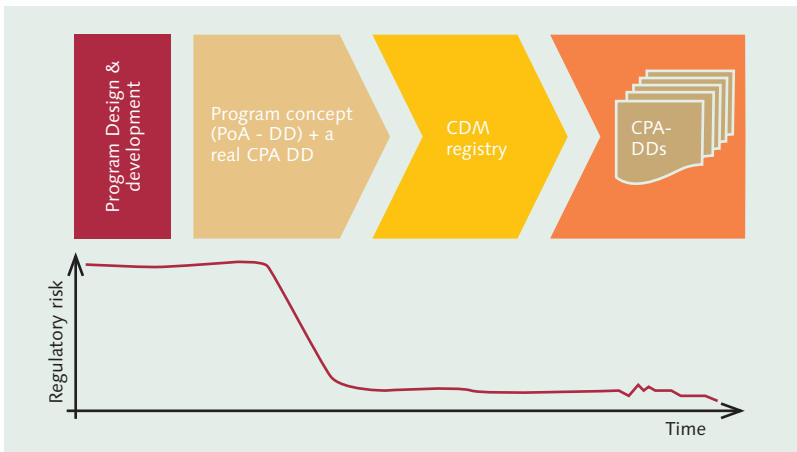 Program Design &
development
Program concept
(PoA - DD) + a
real CPA DD
CDM
registry
CPA-
DDs
Regulatory risk
Time